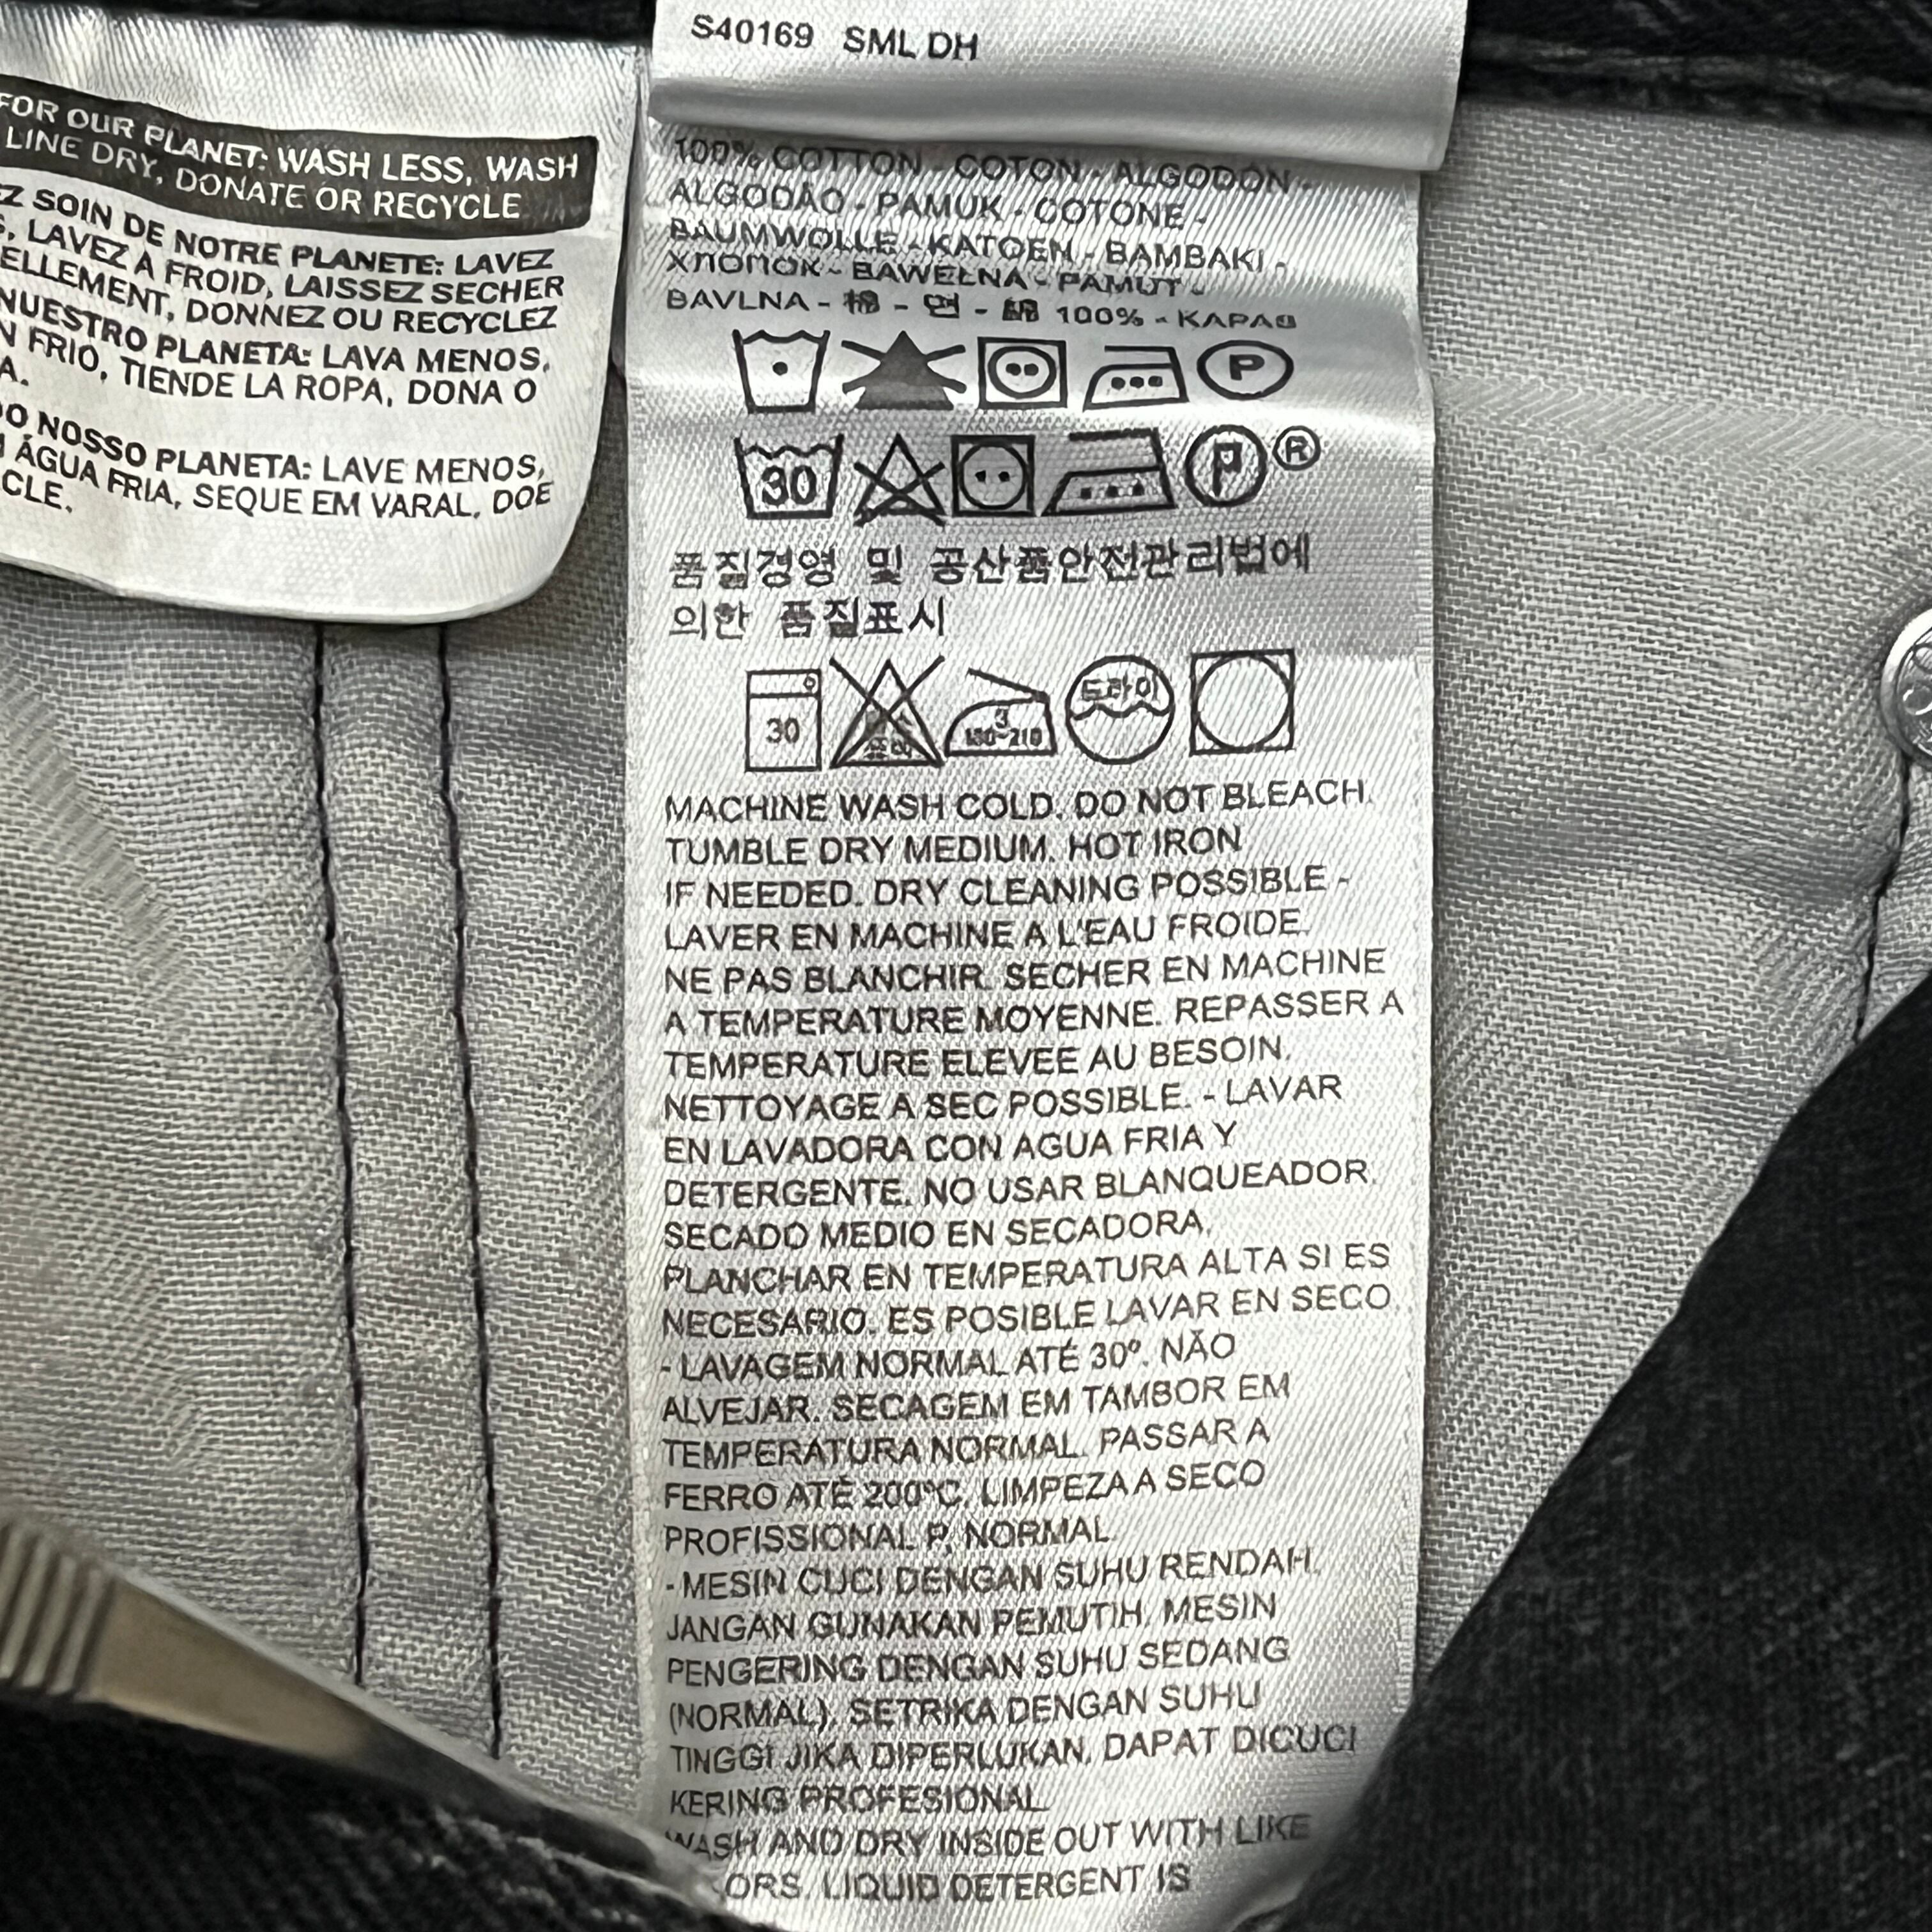 FOR OUR PLANET: WASH LESS, WASH
LINE DRY, DONATE OR RECYCLE
SOIN DE NOTRE PLANETE: LAVEZ
LAVEZ A FROID, LAISSEZ SECHER
DONNEZ OU RECYCLEZ
NUESTRO PLANETA: LAVA MENOS,
FRIO, TIENDE LA ROPA, DONA O
NOSSO PLANETA: LAVE MENOS,
ÁGUA FRIA, SEQUE EM VARAL, DOE
S40169 SML DH
100% COTTON - COTON - ALGODON -
ALGODÃO - PAMUK - COTONE -
BAUMWOLLE - KATOEN - BAMBAKI -
ХЛОПОК - BAWEŁNA - PAMUT -
BAVLNA - 棉 - 면 - 綿 100% - KAPAS
P
30 P ®
품질경영 및 공산품안전관리법에
의한 품질표시
30 3 180~210 드라이
MACHINE WASH COLD. DO NOT BLEACH.
TUMBLE DRY MEDIUM. HOT IRON
IF NEEDED. DRY CLEANING POSSIBLE -
LAVER EN MACHINE A L'EAU FROIDE.
NE PAS BLANCHIR. SECHER EN MACHINE
A TEMPERATURE MOYENNE. REPASSER A
TEMPERATURE ELEVEE AU BESOIN.
NETTOYAGE A SEC POSSIBLE. - LAVAR
EN LAVADORA CON AGUA FRIA Y
DETERGENTE. NO USAR BLANQUEADOR.
SECADO MEDIO EN SECADORA.
PLANCHAR EN TEMPERATURA ALTA SI ES
NECESARIO. ES POSIBLE LAVAR EN SECO
- LAVAGEM NORMAL ATÉ 30º. NÃO
ALVEJAR. SECAGEM EM TAMBOR EM
TEMPERATURA NORMAL. PASSAR A
FERRO ATÉ 200ºC. LIMPEZA A SECO
PROFISSIONAL P, NORMAL
- MESIN CUCI DENGAN SUHU RENDAH.
JANGAN GUNAKAN PEMUTIH. MESIN
PENGERING DENGAN SUHU SEDANG
(NORMAL). SETRIKA DENGAN SUHU
TINGGI JIKA DIPERLUKAN. DAPAT DICUCI
KERING PROFESIONAL
WASH AND DRY INSIDE OUT WITH LIKE
LIQUID DETERGENT IS